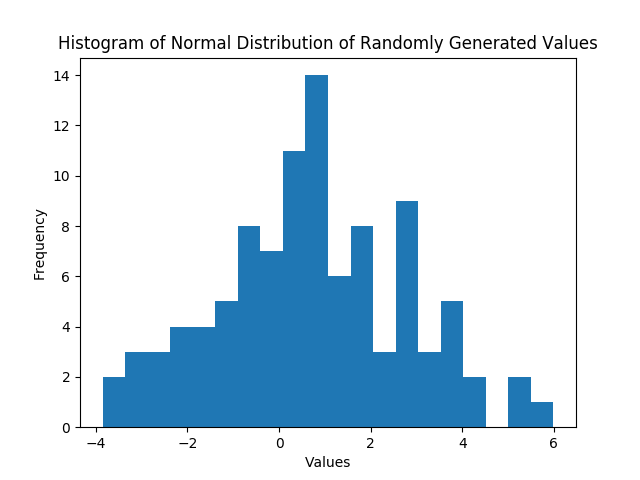 Histogram of Normal Distribution of Randomly Generated Values
14
12
10
8
6
4
2
0
Frequency
−4 −2 0 2 4 6
Values